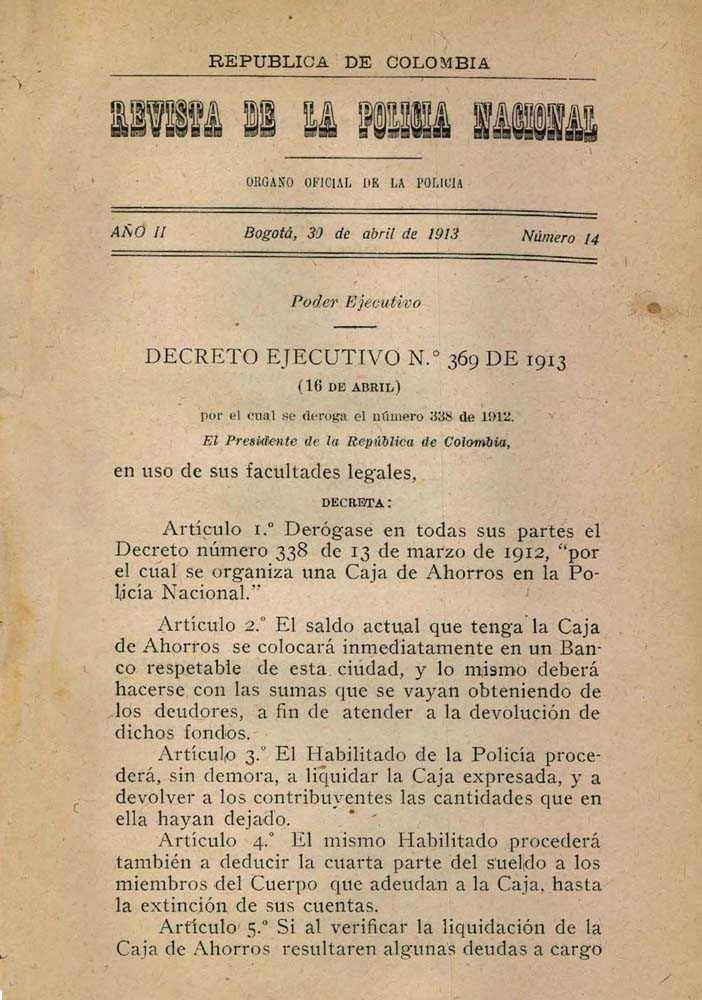 REPUBLICA DE COLOMBIA
REVISTA DE LA POLICIA NACIONAL
ORGANO OFICIAL DE LA POLICIA
AÑO II Bogotá, 30 de abril de 1913 Número 14
Poder Ejecutivo
DECRETO EJECUTIVO N.° 369 DE 1913
(16 DE ABRIL)
por el cual se deroga el número 338 de 1912.
El Presidente de la República de Colombia,
en uso de sus facultades legales,
DECRETA:
Artículo 1.° Derógase en todas sus partes el
Decreto número 338 de 13 de marzo de 1912, “por
el cual se organiza una Caja de Ahorros en la Po-
licía Nacional.”
Artículo 2.° El saldo actual que tenga la Caja
de Ahorros se colocará inmediatamente en un Ban-
co respetable de esta ciudad, y lo mismo deberá
hacerse con las sumas que se vayan obteniendo de
los deudores, a fin de atender a la devolución de
dichos fondos.
Artículo 3.° El Habilitado de la Policía proce-
derá, sin demora, a liquidar la Caja expresada, y a
devolver a los contribuyentes las cantidades que en
ella hayan dejado.
Artículo 4.° El mismo Habilitado procederá
también a deducir la cuarta parte del sueldo a los
miembros del Cuerpo que adeudan a la Caja, hasta
la extinción de sus cuentas.
Artículo 5.° Si al verificar la liquidación de la
Caja de Ahorros resultaren algunas deudas a cargo